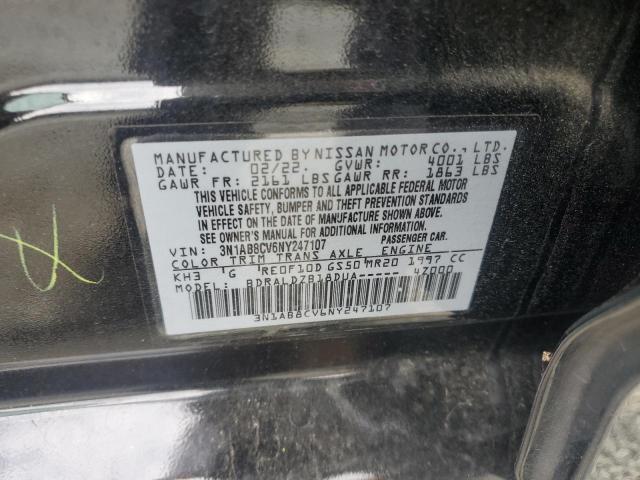 MANUFACTURED BY NISSAN MOTOR CO., LTD.
DATE: 02/22. GVWR: 4001 LBS
GAWR FR: 2161 LBS GAWR RR: 1863 LBS
THIS VEHICLE CONFORMS TO ALL APPLICABLE FEDERAL MOTOR
VEHICLE SAFETY, BUMPER AND THEFT PREVENTION STANDARDS
IN EFFECT ON THE DATE OF MANUFACTURE SHOWN ABOVE.
SEE OWNER'S MANUAL FOR ADDITIONAL INFORMATION.
VIN: 3N1AB8CV6NY247107 PASSENGER CAR.
COLOR TRIM TRANS AXLE ENGINE
KH3 G RE0F10D GS50 MR20 1997 CC
MODEL: BDRALDZB18DUA----- 4Z000
3N1AB8CV6NY247107